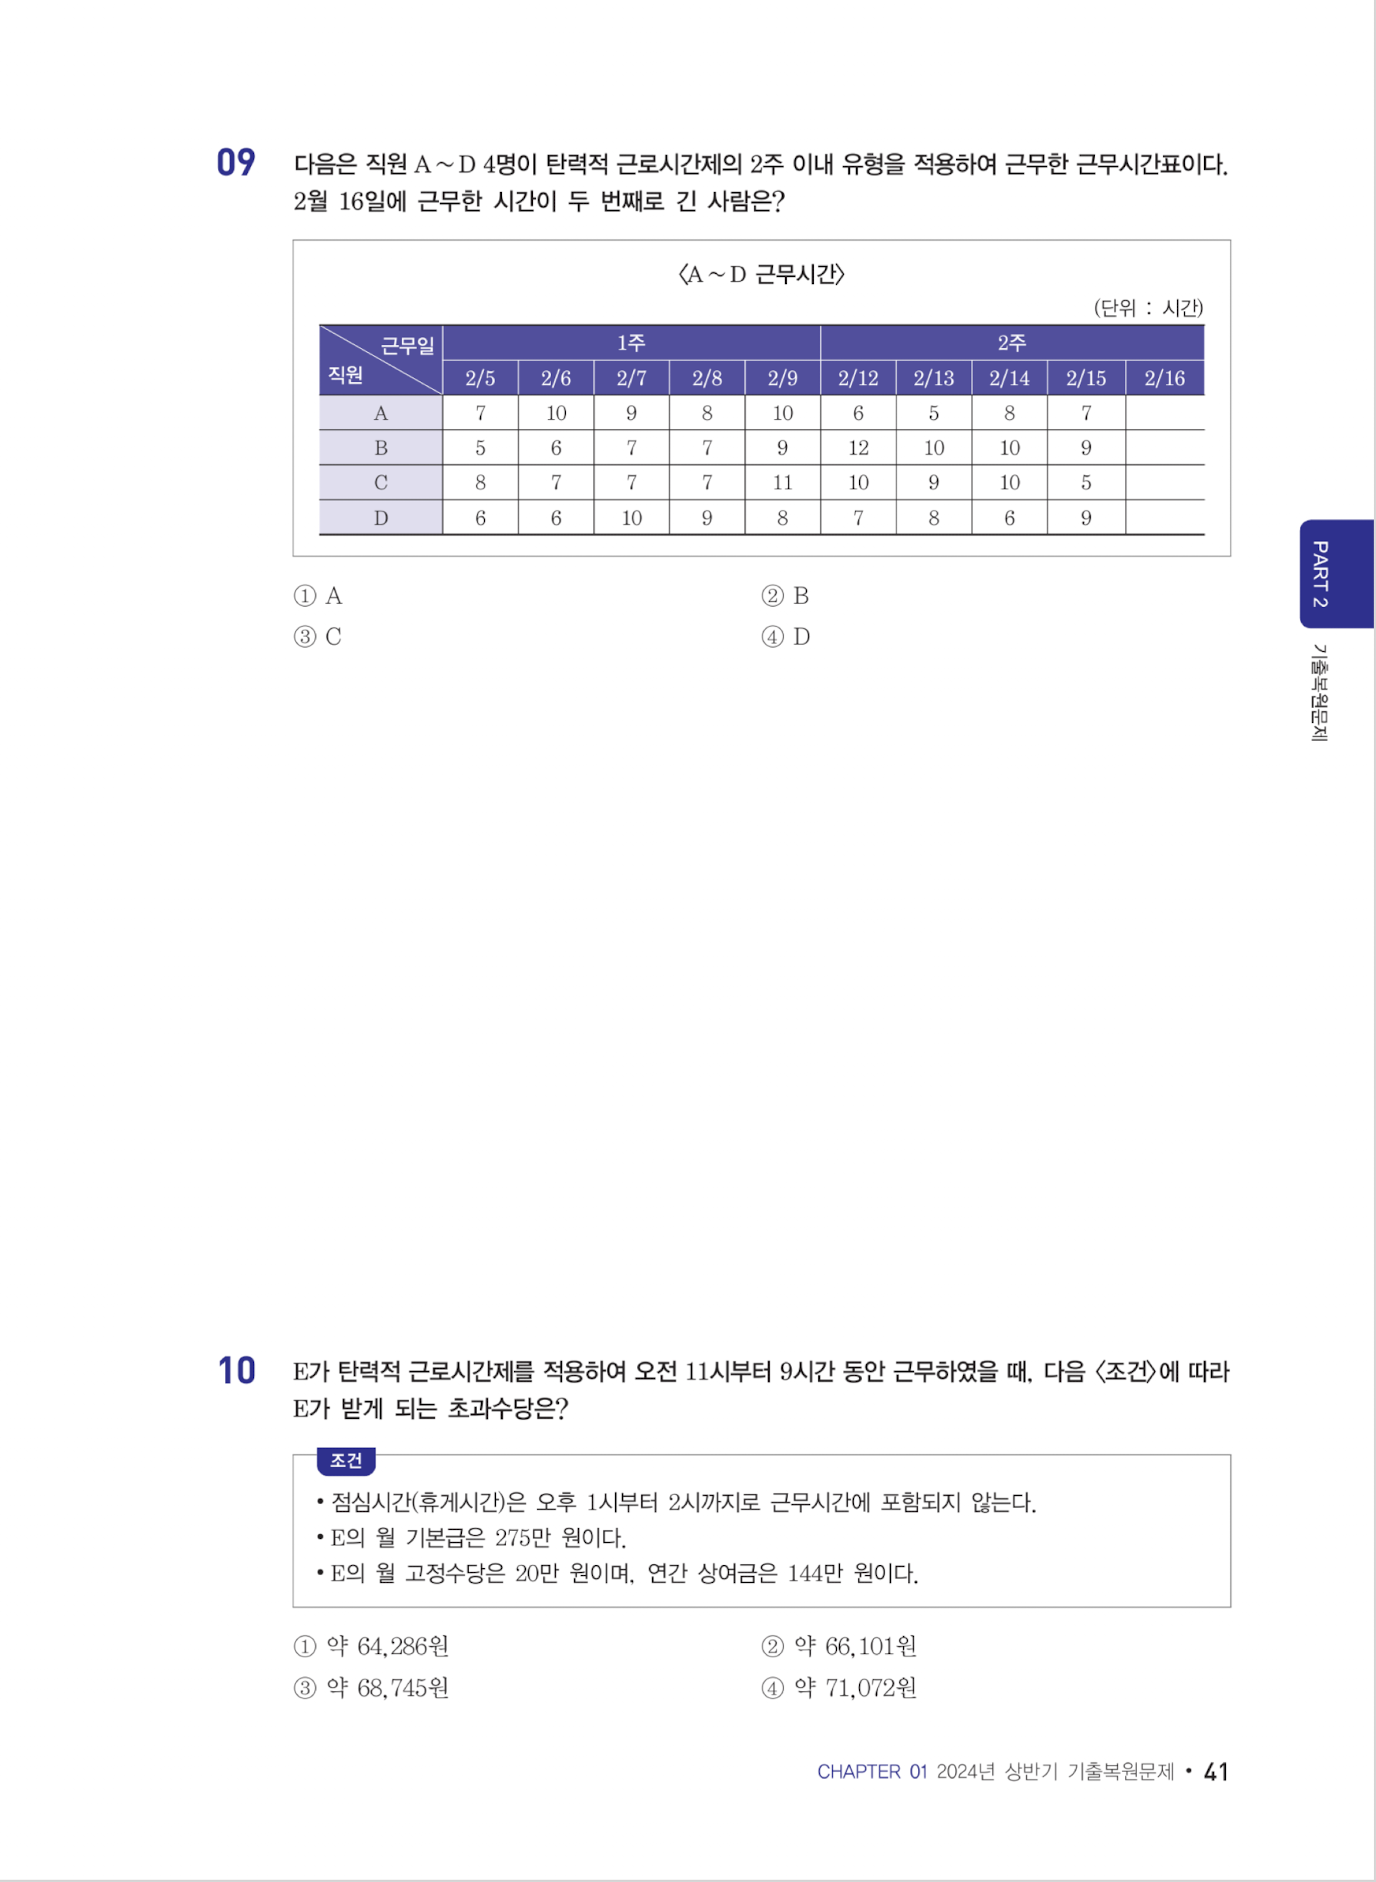 09 다음은 직원 A ~ D 4명이 탄력적 근로시간제의 2주 이내 유형을 적용하여 근무한 근무시간표이다.
2월 16일에 근무한 시간이 두 번째로 긴 사람은?
〈A ~ D 근무시간〉
(단위 : 시간)
근무일 1주 2주
직원 2/5 2/6 2/7 2/8 2/9 2/12 2/13 2/14 2/15 2/16
A 7 10 9 8 10 6 5 8 7
B 5 6 7 7 9 12 10 10 9
C 8 7 7 7 11 10 9 10 5
D 6 6 10 9 8 7 8 6 9
① A ② B
③ C ④ D
PART 2
기출복원문제
10 E가 탄력적 근로시간제를 적용하여 오전 11시부터 9시간 동안 근무하였을 때, 다음 〈조건〉에 따라
E가 받게 되는 초과수당은?
조건
• 점심시간(휴게시간)은 오후 1시부터 2시까지로 근무시간에 포함되지 않는다.
• E의 월 기본급은 275만 원이다.
• E의 월 고정수당은 20만 원이며, 연간 상여금은 144만 원이다.
① 약 64,286원 ② 약 66,101원
③ 약 68,745원 ④ 약 71,072원
CHAPTER 01 2024년 상반기 기출복원문제 • 41